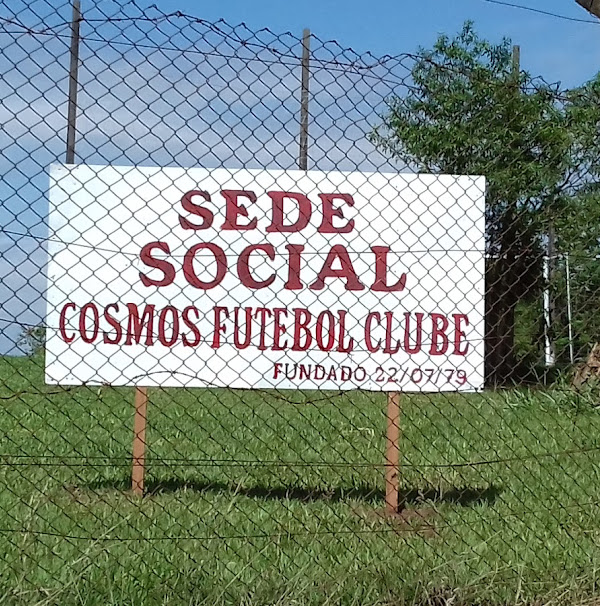 SEDE
SOCIAL
COSMOS FUTEBOL CLUBE
FUNDADO 22/07/79